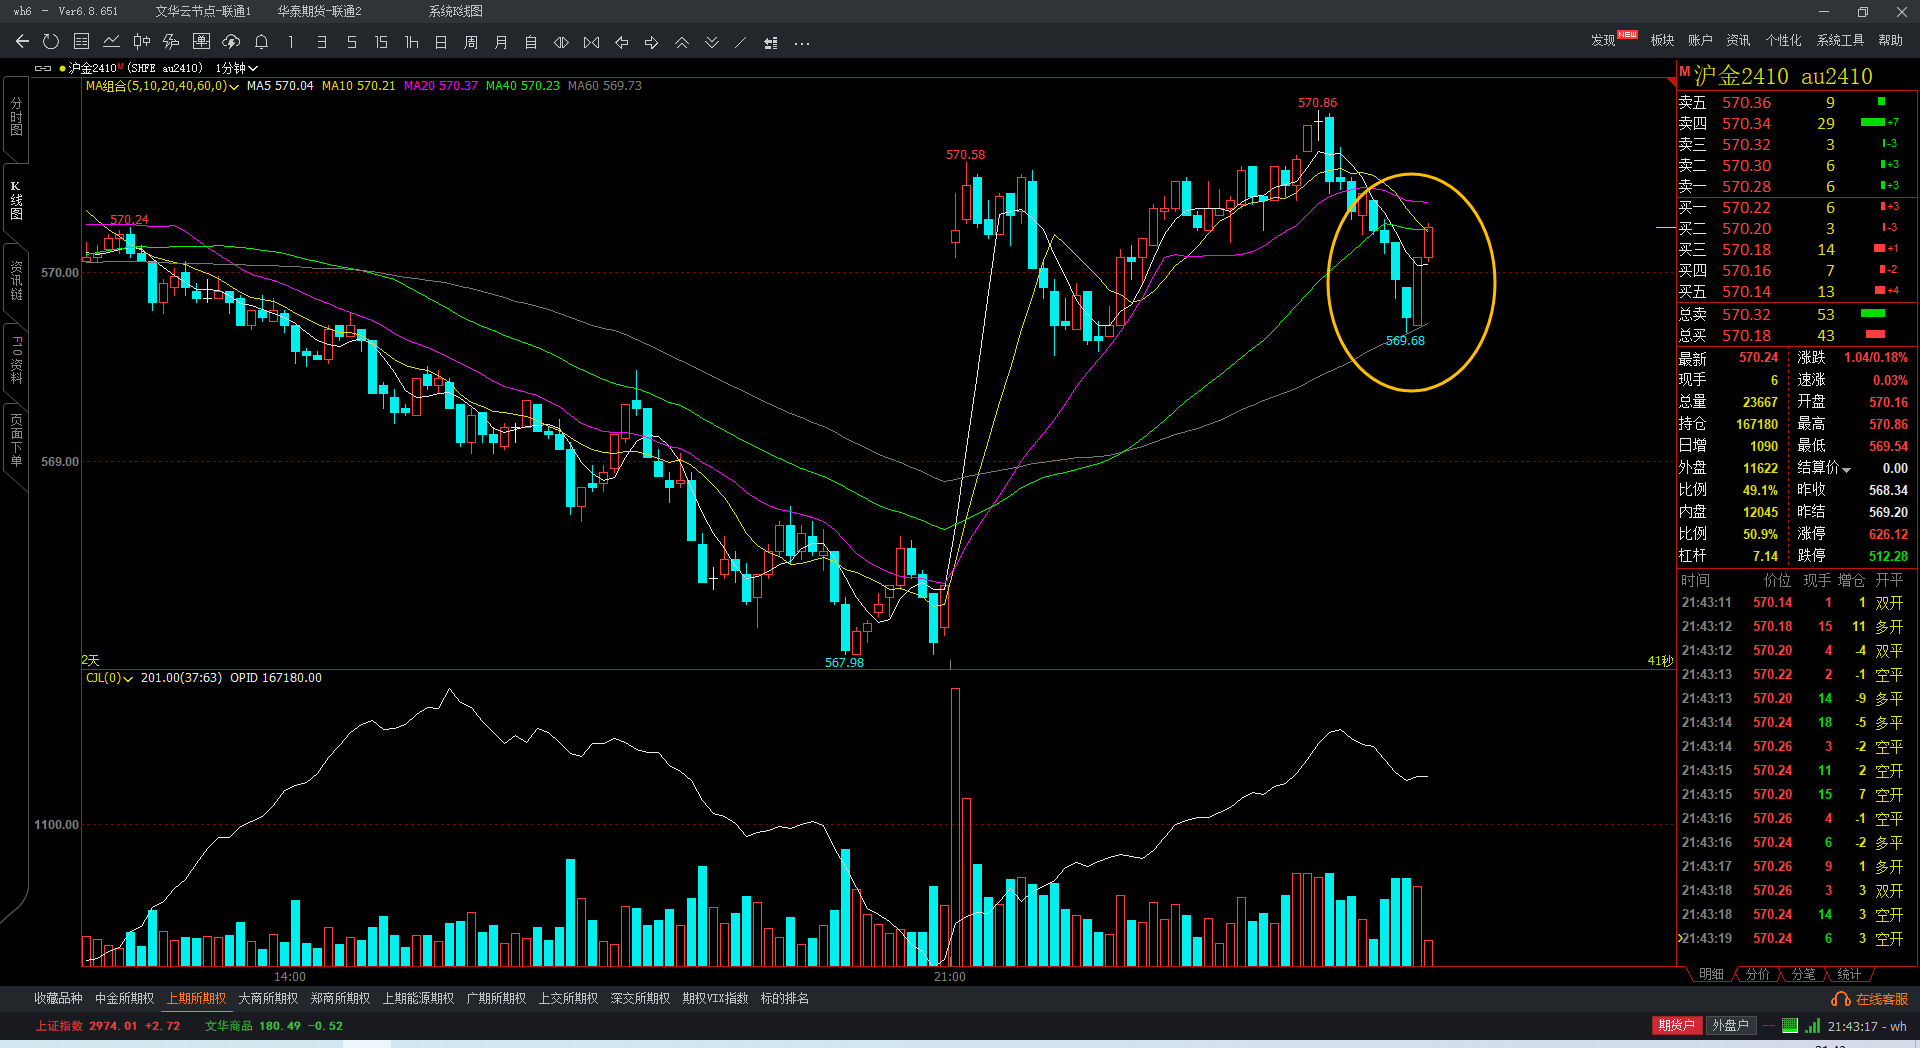 wh6 - Ver6.8.651 文华云节点-联通1 华泰期货-联通2 系统K线图
单 1 3 5 15 1h 日 周 月 自 ... 发现 NEW 板块 账户 资讯 个性化 系统工具 帮助
沪金2410 M (SHFE au2410) 1分钟
MA组合(5,10,20,40,60,0) MA5 570.04 MA10 570.21 MA20 570.37 MA40 570.23 MA60 569.73
分时图
K线图
资讯链
F10资料
页面下单
570.86
570.58
570.24
570.00
569.68
569.00
567.98
2天
41秒
CJL(0) 201.00(37:63) OPID 167180.00
1100.00
14:00 21:00
M 沪金2410 au2410
卖五 570.36 9
卖四 570.34 29 +7
卖三 570.32 3 -3
卖二 570.30 6 +3
卖一 570.28 6 +3
买一 570.22 6 +3
买二 570.20 3 -3
买三 570.18 14 +1
买四 570.16 7 -2
买五 570.14 13 +4
总卖 570.32 53
总买 570.18 43
最新 570.24 涨跌 1.04/0.18%
现手 6 速涨 0.03%
总量 23667 开盘 570.16
持仓 167180 最高 570.86
日增 1090 最低 569.54
外盘 11622 结算价 0.00
比例 49.1% 昨收 568.34
内盘 12045 昨结 569.20
比例 50.9% 涨停 626.12
杠杆 7.14 跌停 512.28
时间 价位 现手 增仓 开平
21:43:11 570.14 1 1 双开
21:43:12 570.18 15 11 多开
21:43:12 570.20 4 -4 双平
21:43:13 570.22 2 -1 空平
21:43:13 570.20 14 -9 多平
21:43:14 570.24 18 -5 多平
21:43:14 570.26 3 -2 空平
21:43:15 570.24 11 2 空开
21:43:15 570.20 15 7 空开
21:43:16 570.26 4 -1 空平
21:43:16 570.24 6 -2 多平
21:43:17 570.26 9 1 多开
21:43:18 570.26 3 3 双开
21:43:18 570.24 14 3 空开
21:43:19 570.24 6 3 空开
明细 分价 分笔 统计
收藏品种 中金所期权 上期所期权 大商所期权 郑商所期权 上期能源期权 广期所期权 上交所期权 深交所期权 期权VIX指数 标的排名 在线客服
上证指数 2974.01 +2.72 文华商品 180.49 -0.52 期货户 外盘户 -- 21:43:17 - wh